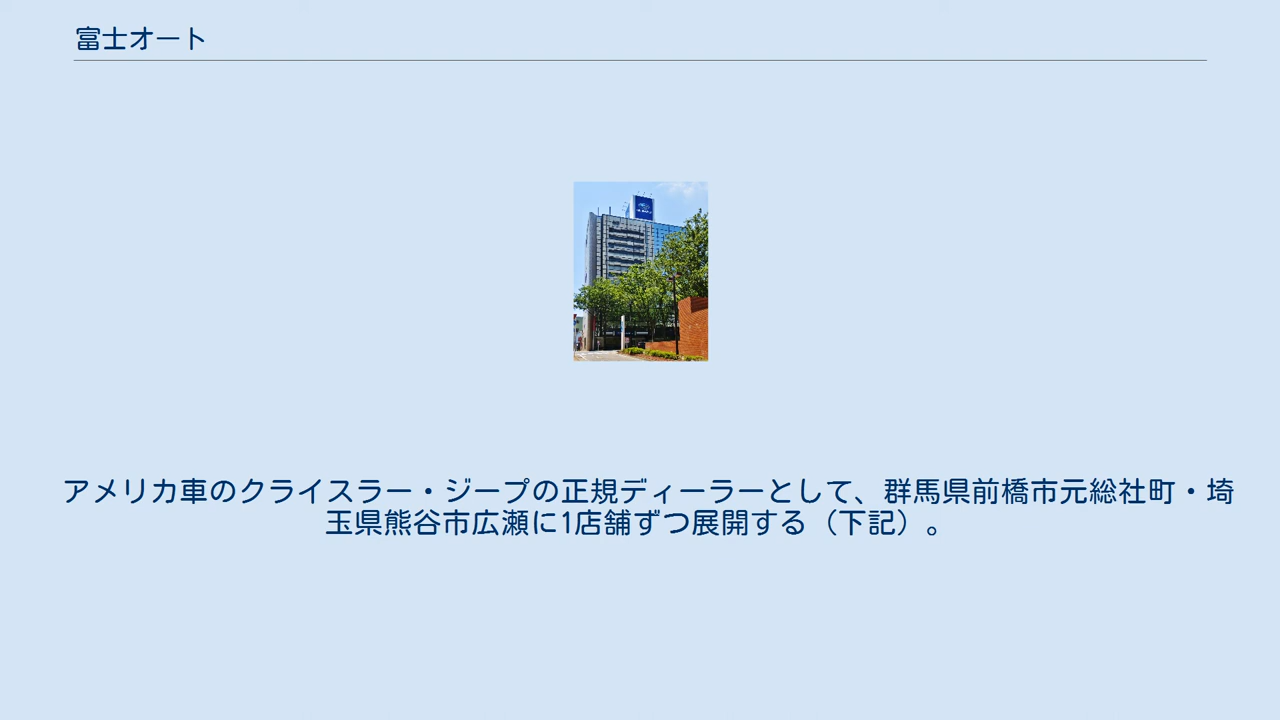 富士オート
アメリカ車のクライスラー・ジープの正規ディーラーとして、群馬県前橋市元総社町・埼
玉県熊谷市広瀬に1店舗ずつ展開する（下記）。